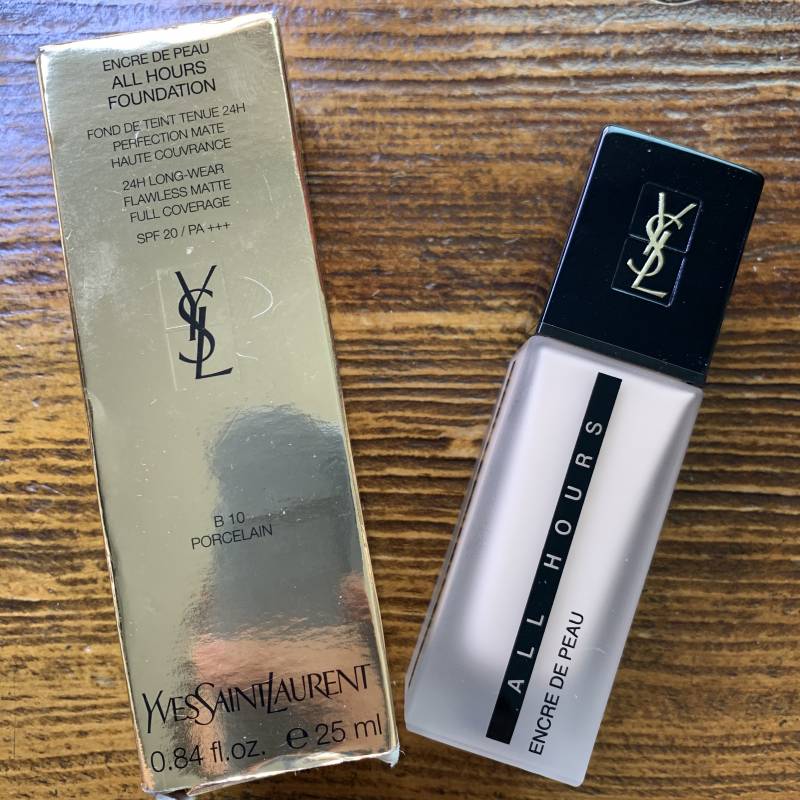 ENCRE DE PEAU
ALL HOURS
FOUNDATION
FOND DE TEINT TENUE 24H
PERFECTION MATE
HAUTE COUVRANCE
24H LONG-WEAR
FLAWLESS MATTE
FULL COVERAGE
SPF 20 / PA +++
YSL
B 10
PORCELAIN
YVESSAINTLAURENT
0.84 fl.oz. ℮ 25 ml
YSL
ALL HOURS
ENCRE DE PEAU